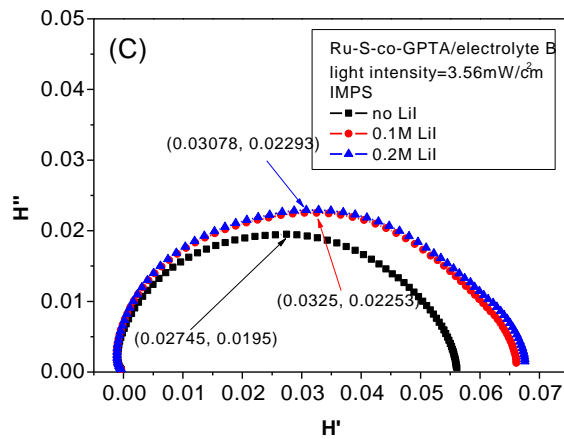 0.05
0.04
0.03
0.02
0.01
0.00
H''
(C)
Ru-S-co-GPTA/electrolyte B
light intensity=3.56mW/cm2
IMPS
no LiI
0.1M LiI
0.2M LiI
(0.03078, 0.02293)
(0.0325, 0.02253)
(0.02745, 0.0195)
0.00 0.01 0.02 0.03 0.04 0.05 0.06 0.07
H'